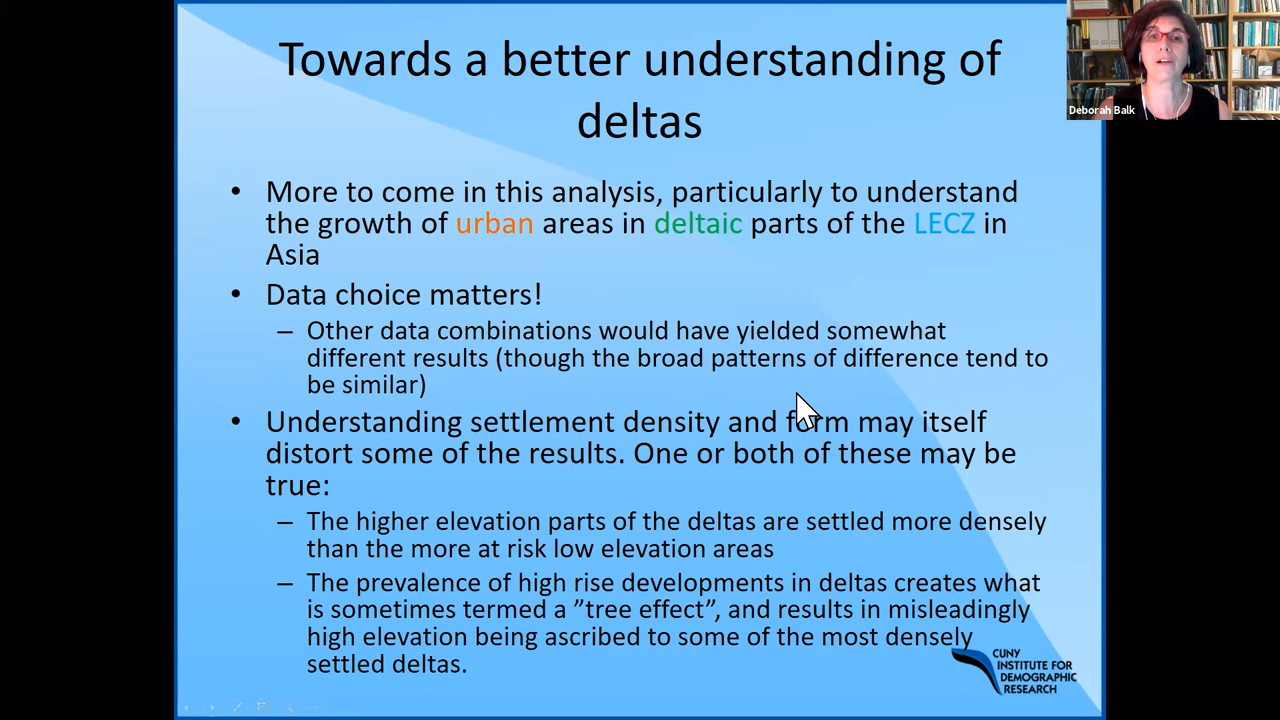 Towards a better understanding of
deltas
Deborah Balk
• More to come in this analysis, particularly to understand
the growth of urban areas in deltaic parts of the LECZ in
Asia
• Data choice matters!
– Other data combinations would have yielded somewhat
different results (though the broad patterns of difference tend to
be similar)
• Understanding settlement density and form may itself
distort some of the results. One or both of these may be
true:
– The higher elevation parts of the deltas are settled more densely
than the more at risk low elevation areas
– The prevalence of high rise developments in deltas creates what
is sometimes termed a ”tree effect”, and results in misleadingly
high elevation being ascribed to some of the most densely
settled deltas.
CUNY
INSTITUTE FOR
DEMOGRAPHIC
RESEARCH